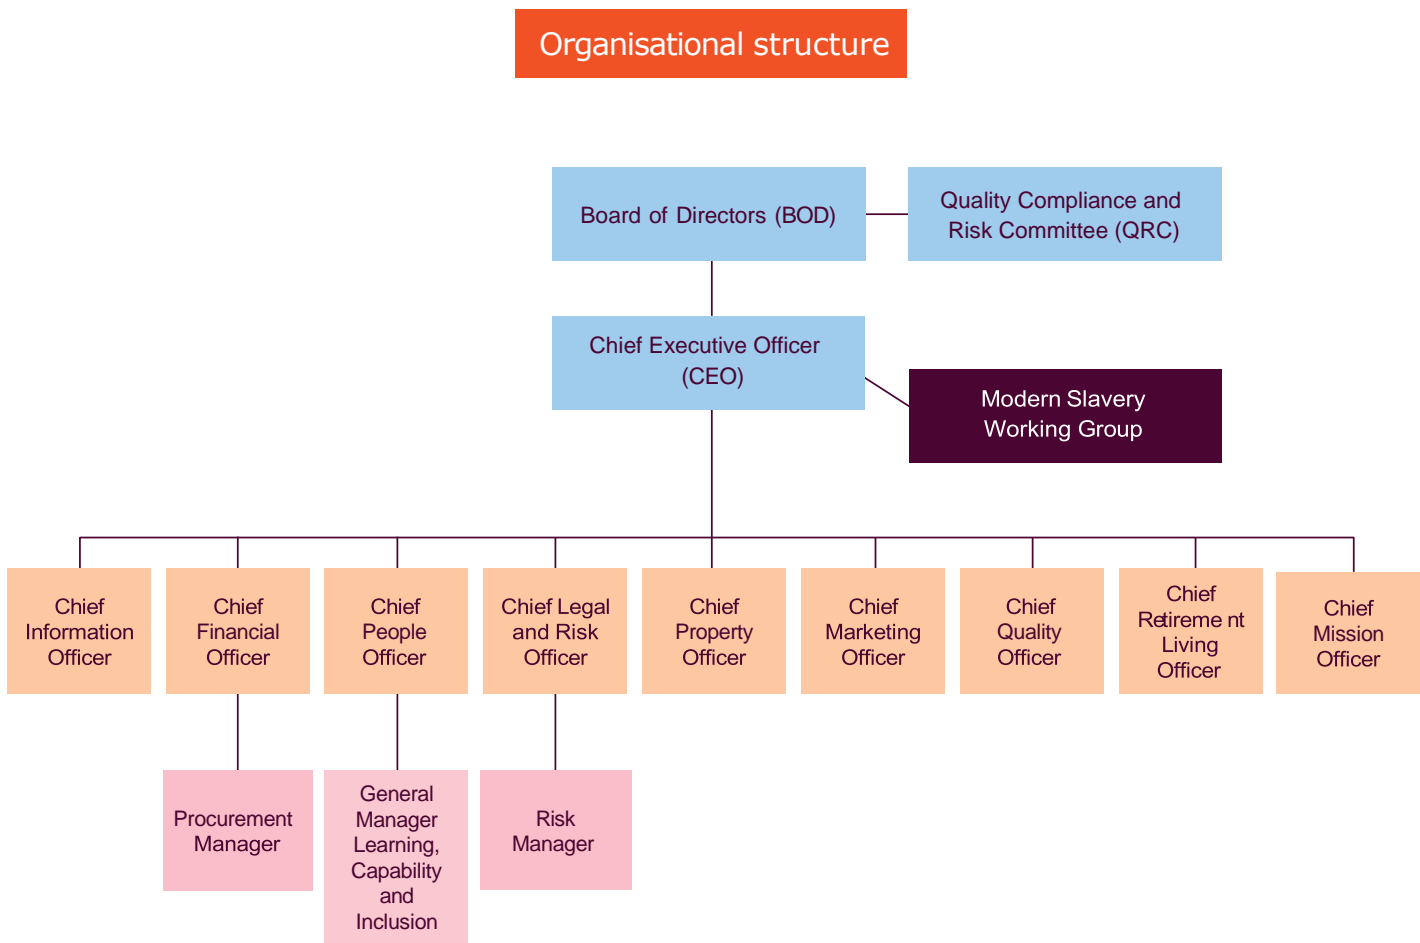 Organisational structure
Board of Directors (BOD)
Quality Compliance and
Risk Committee (QRC)
Chief Executive Officer
(CEO)
Modern Slavery
Working Group
Chief
Information
Officer
Chief
Financial
Officer
Chief
People
Officer
Chief Legal
and Risk
Officer
Chief
Property
Officer
Chief
Marketing
Officer
Chief
Quality
Officer
Chief
Retireme nt
Living
Officer
Chief
Mission
Officer
Procurement
Manager
General
Manager
Learning,
Capability
and
Inclusion
Risk
Manager